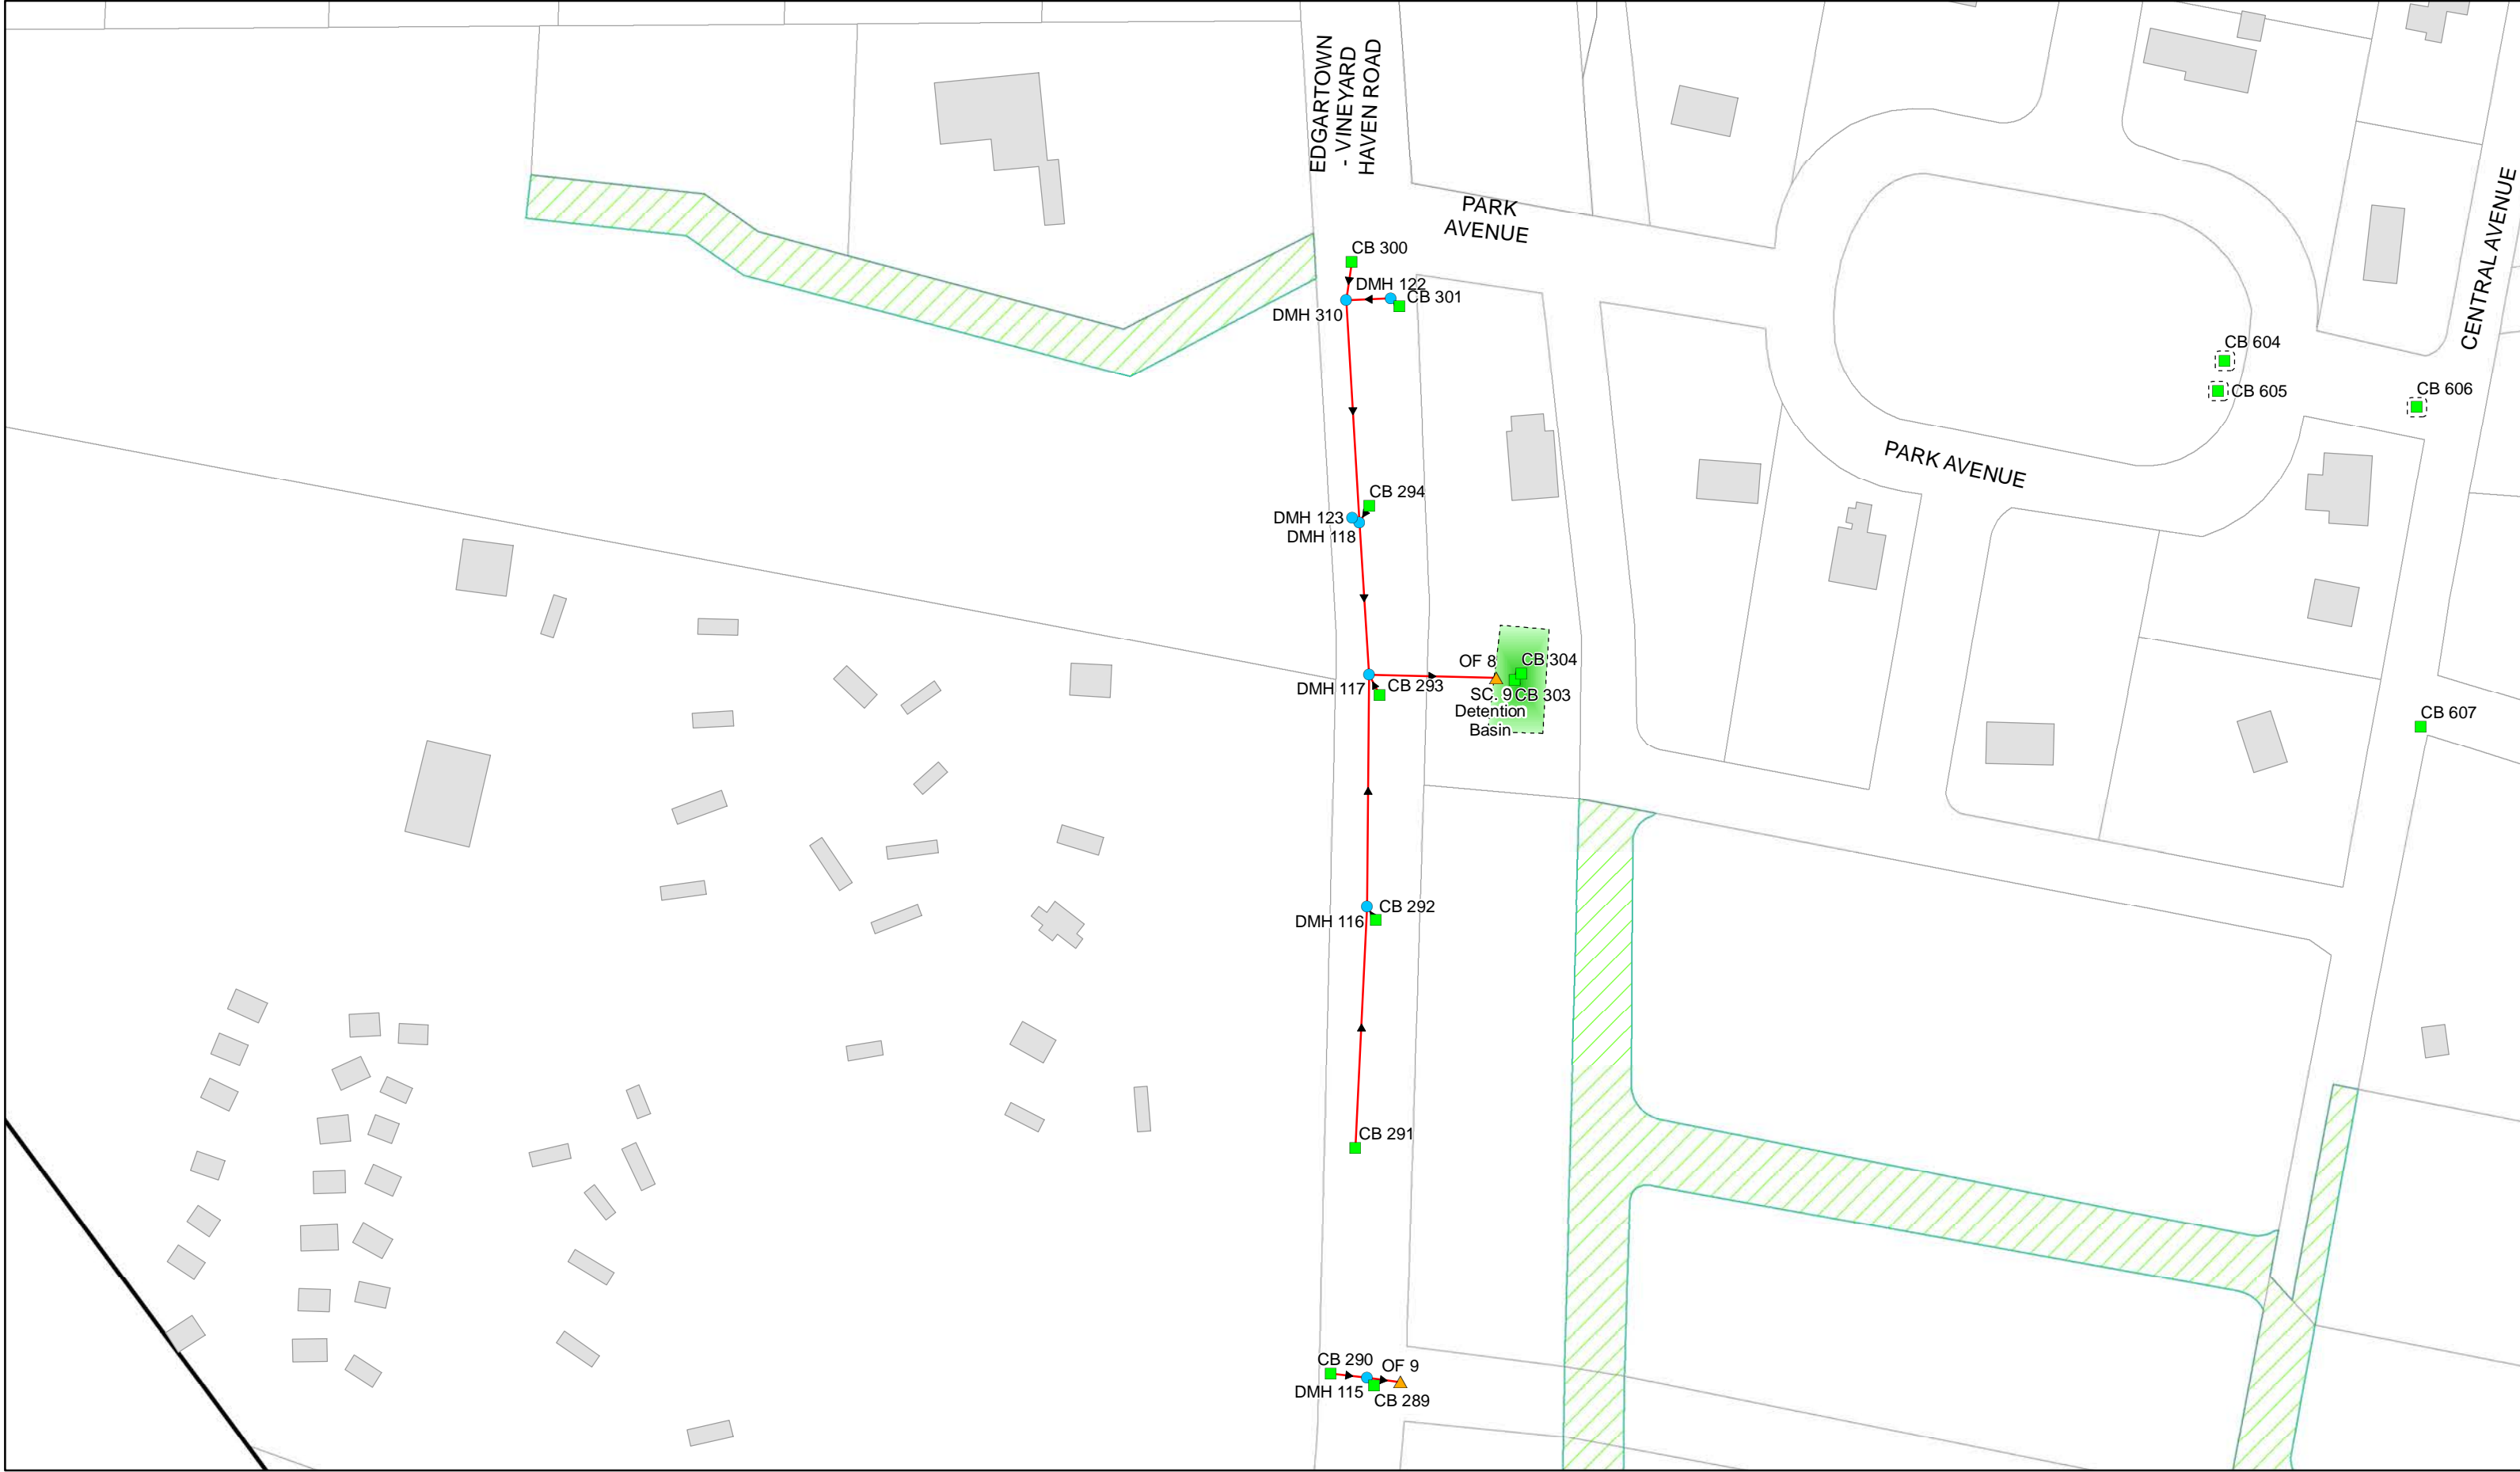 EDGARTOWN
- VINEYARD
HAVEN ROAD
PARK
AVENUE
CENTRAL AVENUE
CB 300
DMH 122
CB 301
DMH 310
CB 604
CB 605
CB 606
PARK AVENUE
CB 294
DMH 123
DMH 118
OF 8
CB 304
DMH 117
CB 293
SC. 9
CB 303
Detention
Basin
CB 607
CB 292
DMH 116
CB 291
CB 290
OF 9
DMH 115
CB 289